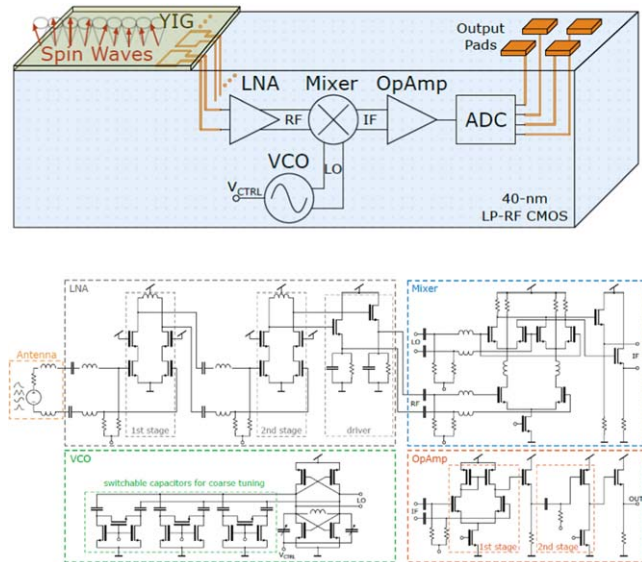 YIG
Spin Waves
Output
Pads
LNA
Mixer
OpAmp
RF
IF
ADC
VCO
LO
VCTRL
40-nm
LP-RF CMOS
LNA
Mixer
Antenna
LO
IF
RF
1st stage
2nd stage
driver
VCO
OpAmp
switchable capacitors for coarse tuning
LO
IF
OUT
VCTRL
1st stage
2nd stage